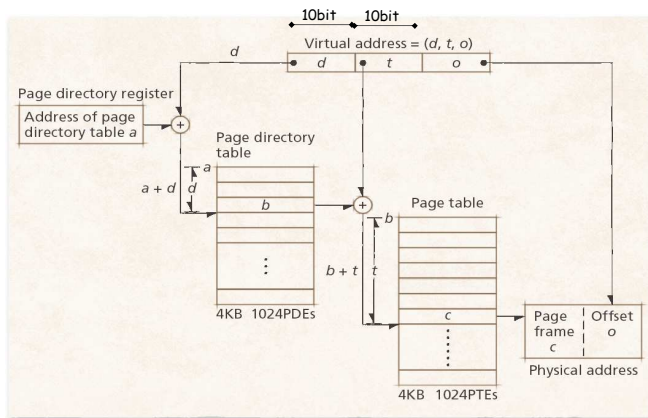 10bit 10bit
Virtual address = (d, t, o)
d
d t o
Page directory register
Address of page
directory table a
+
Page directory
table
a
a + d
d
b
+
Page table
b
b + t
t
4KB 1024PDEs
c
Page
frame
c
Offset
o
Physical address
4KB 1024PTEs